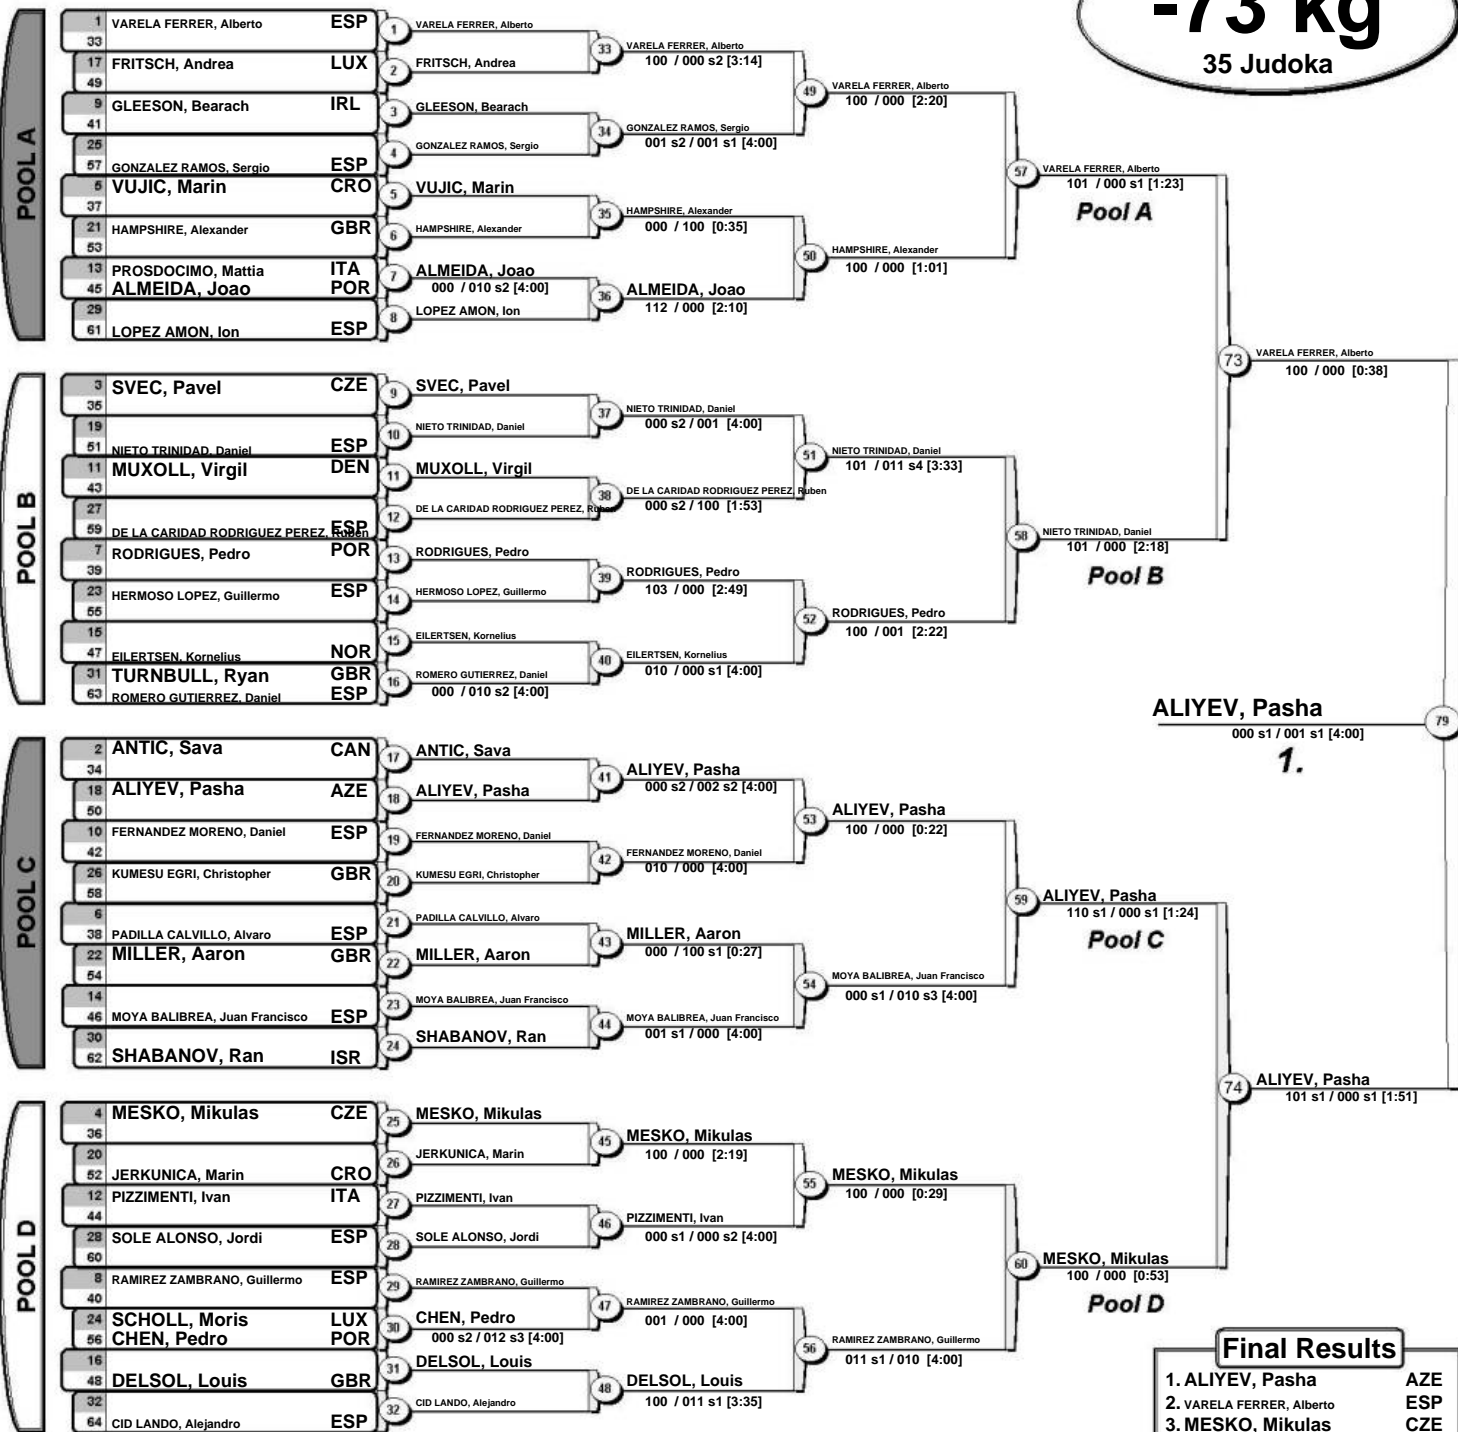 -73 kg
35 Judoka
POOL A
1 VARELA FERRER, Alberto ESP
33
17 FRITSCH, Andrea LUX
49
9 GLEESON, Bearach IRL
41
25
57 GONZALEZ RAMOS, Sergio ESP
5 VUJIC, Marin CRO
37
21 HAMPSHIRE, Alexander GBR
53
13 PROSDOCIMO, Mattia ITA
45 ALMEIDA, Joao POR
29
61 LOPEZ AMON, Ion ESP
1 VARELA FERRER, Alberto
2 FRITSCH, Andrea
3 GLEESON, Bearach
4 GONZALEZ RAMOS, Sergio
5 VUJIC, Marin
6 HAMPSHIRE, Alexander
7 ALMEIDA, Joao
000 / 010 s2 [4:00]
8 LOPEZ AMON, Ion
33 VARELA FERRER, Alberto
100 / 000 s2 [3:14]
34 GONZALEZ RAMOS, Sergio
001 s2 / 001 s1 [4:00]
35 HAMPSHIRE, Alexander
000 / 100 [0:35]
36 ALMEIDA, Joao
112 / 000 [2:10]
49 VARELA FERRER, Alberto
100 / 000 [2:20]
50 HAMPSHIRE, Alexander
100 / 000 [1:01]
57 VARELA FERRER, Alberto
101 / 000 s1 [1:23]
Pool A
POOL B
3 SVEC, Pavel CZE
35
19
51 NIETO TRINIDAD, Daniel ESP
11 MUXOLL, Virgil DEN
43
27
59 DE LA CARIDAD RODRIGUEZ PEREZ, Ruben ESP
7 RODRIGUES, Pedro POR
39
23 HERMOSO LOPEZ, Guillermo ESP
55
15
47 EILERTSEN, Kornelius NOR
31 TURNBULL, Ryan GBR
63 ROMERO GUTIERREZ, Daniel ESP
9 SVEC, Pavel
10 NIETO TRINIDAD, Daniel
11 MUXOLL, Virgil
12 DE LA CARIDAD RODRIGUEZ PEREZ, Ruben
13 RODRIGUES, Pedro
14 HERMOSO LOPEZ, Guillermo
15 EILERTSEN, Kornelius
16 ROMERO GUTIERREZ, Daniel
000 / 010 s2 [4:00]
37 NIETO TRINIDAD, Daniel
000 s2 / 001 [4:00]
38 DE LA CARIDAD RODRIGUEZ PEREZ, Ruben
000 s2 / 100 [1:53]
39 RODRIGUES, Pedro
103 / 000 [2:49]
40 EILERTSEN, Kornelius
010 / 000 s1 [4:00]
51 NIETO TRINIDAD, Daniel
101 / 011 s4 [3:33]
52 RODRIGUES, Pedro
100 / 001 [2:22]
58 NIETO TRINIDAD, Daniel
101 / 000 [2:18]
Pool B
73 VARELA FERRER, Alberto
100 / 000 [0:38]
ALIYEV, Pasha 79
000 s1 / 001 s1 [4:00]
1.
POOL C
2 ANTIC, Sava CAN
34
18 ALIYEV, Pasha AZE
50
10 FERNANDEZ MORENO, Daniel ESP
42
26 KUMESU EGRI, Christopher GBR
58
6
38 PADILLA CALVILLO, Alvaro ESP
22 MILLER, Aaron GBR
54
14
46 MOYA BALIBREA, Juan Francisco ESP
30
62 SHABANOV, Ran ISR
17 ANTIC, Sava
18 ALIYEV, Pasha
19 FERNANDEZ MORENO, Daniel
20 KUMESU EGRI, Christopher
21 PADILLA CALVILLO, Alvaro
22 MILLER, Aaron
23 MOYA BALIBREA, Juan Francisco
24 SHABANOV, Ran
41 ALIYEV, Pasha
000 s2 / 002 s2 [4:00]
42 FERNANDEZ MORENO, Daniel
010 / 000 [4:00]
43 MILLER, Aaron
000 / 100 s1 [0:27]
44 MOYA BALIBREA, Juan Francisco
001 s1 / 000 [4:00]
53 ALIYEV, Pasha
100 / 000 [0:22]
54 MOYA BALIBREA, Juan Francisco
000 s1 / 010 s3 [4:00]
59 ALIYEV, Pasha
110 s1 / 000 s1 [1:24]
Pool C
POOL D
4 MESKO, Mikulas CZE
36
20
52 JERKUNICA, Marin CRO
12 PIZZIMENTI, Ivan ITA
44
28 SOLE ALONSO, Jordi ESP
60
8 RAMIREZ ZAMBRANO, Guillermo ESP
40
24 SCHOLL, Moris LUX
56 CHEN, Pedro POR
16
48 DELSOL, Louis GBR
32
64 CID LANDO, Alejandro ESP
25 MESKO, Mikulas
26 JERKUNICA, Marin
27 PIZZIMENTI, Ivan
28 SOLE ALONSO, Jordi
29 RAMIREZ ZAMBRANO, Guillermo
30 CHEN, Pedro
000 s2 / 012 s3 [4:00]
31 DELSOL, Louis
32 CID LANDO, Alejandro
45 MESKO, Mikulas
100 / 000 [2:19]
46 PIZZIMENTI, Ivan
000 s1 / 000 s2 [4:00]
47 RAMIREZ ZAMBRANO, Guillermo
001 / 000 [4:00]
48 DELSOL, Louis
100 / 011 s1 [3:35]
55 MESKO, Mikulas
100 / 000 [0:29]
56 RAMIREZ ZAMBRANO, Guillermo
011 s1 / 010 [4:00]
60 MESKO, Mikulas
100 / 000 [0:53]
Pool D
74 ALIYEV, Pasha
101 s1 / 000 s1 [1:51]
Final Results
1. ALIYEV, Pasha AZE
2. VARELA FERRER, Alberto ESP
3. MESKO, Mikulas CZE